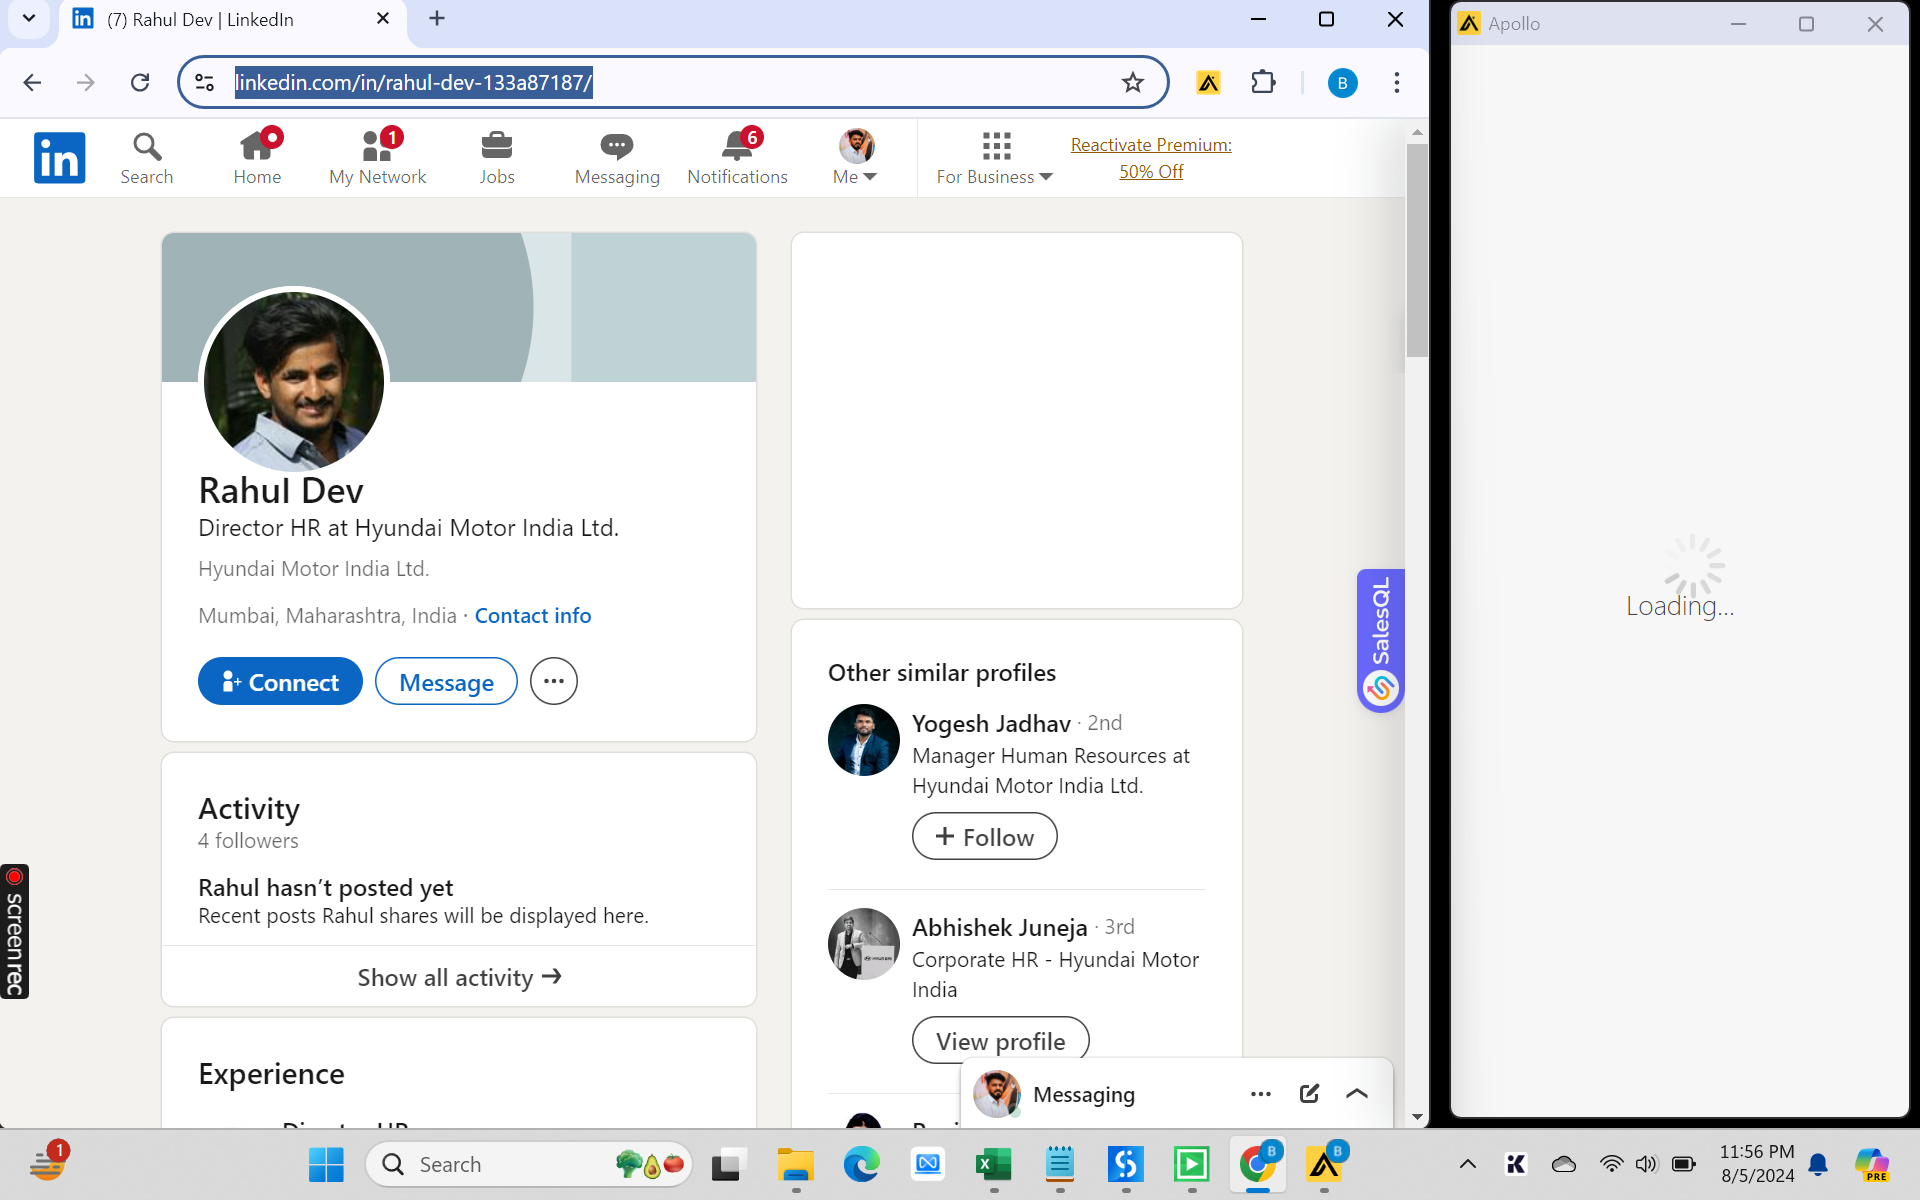 (7) Rahul Dev | LinkedIn
Apollo
linkedin.com/in/rahul-dev-133a87187/
B
in
Search
Home
1
My Network
Jobs
Messaging
6
Notifications
Me
For Business
Reactivate Premium:
50% Off
Rahul Dev
Director HR at Hyundai Motor India Ltd.
Hyundai Motor India Ltd.
Mumbai, Maharashtra, India · Contact info
Connect
Message
Activity
4 followers
Rahul hasn’t posted yet
Recent posts Rahul shares will be displayed here.
Show all activity →
Experience
Director HR
Other similar profiles
Yogesh Jadhav · 2nd
Manager Human Resources at
Hyundai Motor India Ltd.
+ Follow
Abhishek Juneja · 3rd
Corporate HR - Hyundai Motor
India
View profile
Messaging
SalesQL
Loading...
screenrec
1
Search
B
B
11:56 PM
8/5/2024
PRE